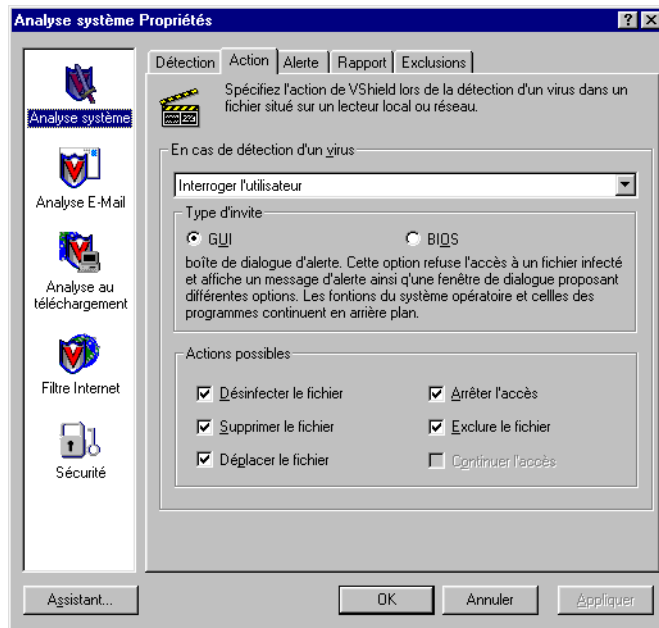 Analyse système Propriétés
Détection Action Alerte Rapport Exclusions
Spécifiez l'action de VShield lors de la détection d'un virus dans un
fichier situé sur un lecteur local ou réseau.
Analyse système
Analyse E-Mail
Analyse au
téléchargement
Filtre Internet
Sécurité
En cas de détection d'un virus
Interroger l'utilisateur
Type d'invite
GUI
BIOS
boîte de dialogue d'alerte. Cette option refuse l'accès à un fichier infecté
et affiche un message d'alerte ainsi q'une fenêtre de dialogue proposant
différentes options. Les fontions du système opératoire et cellles des
programmes continuent en arrière plan.
Actions possibles
Désinfecter le fichier
Arrêter l'accès
Supprimer le fichier
Exclure le fichier
Déplacer le fichier
Continuer l'accès
Assistant...
OK
Annuler
Appliquer